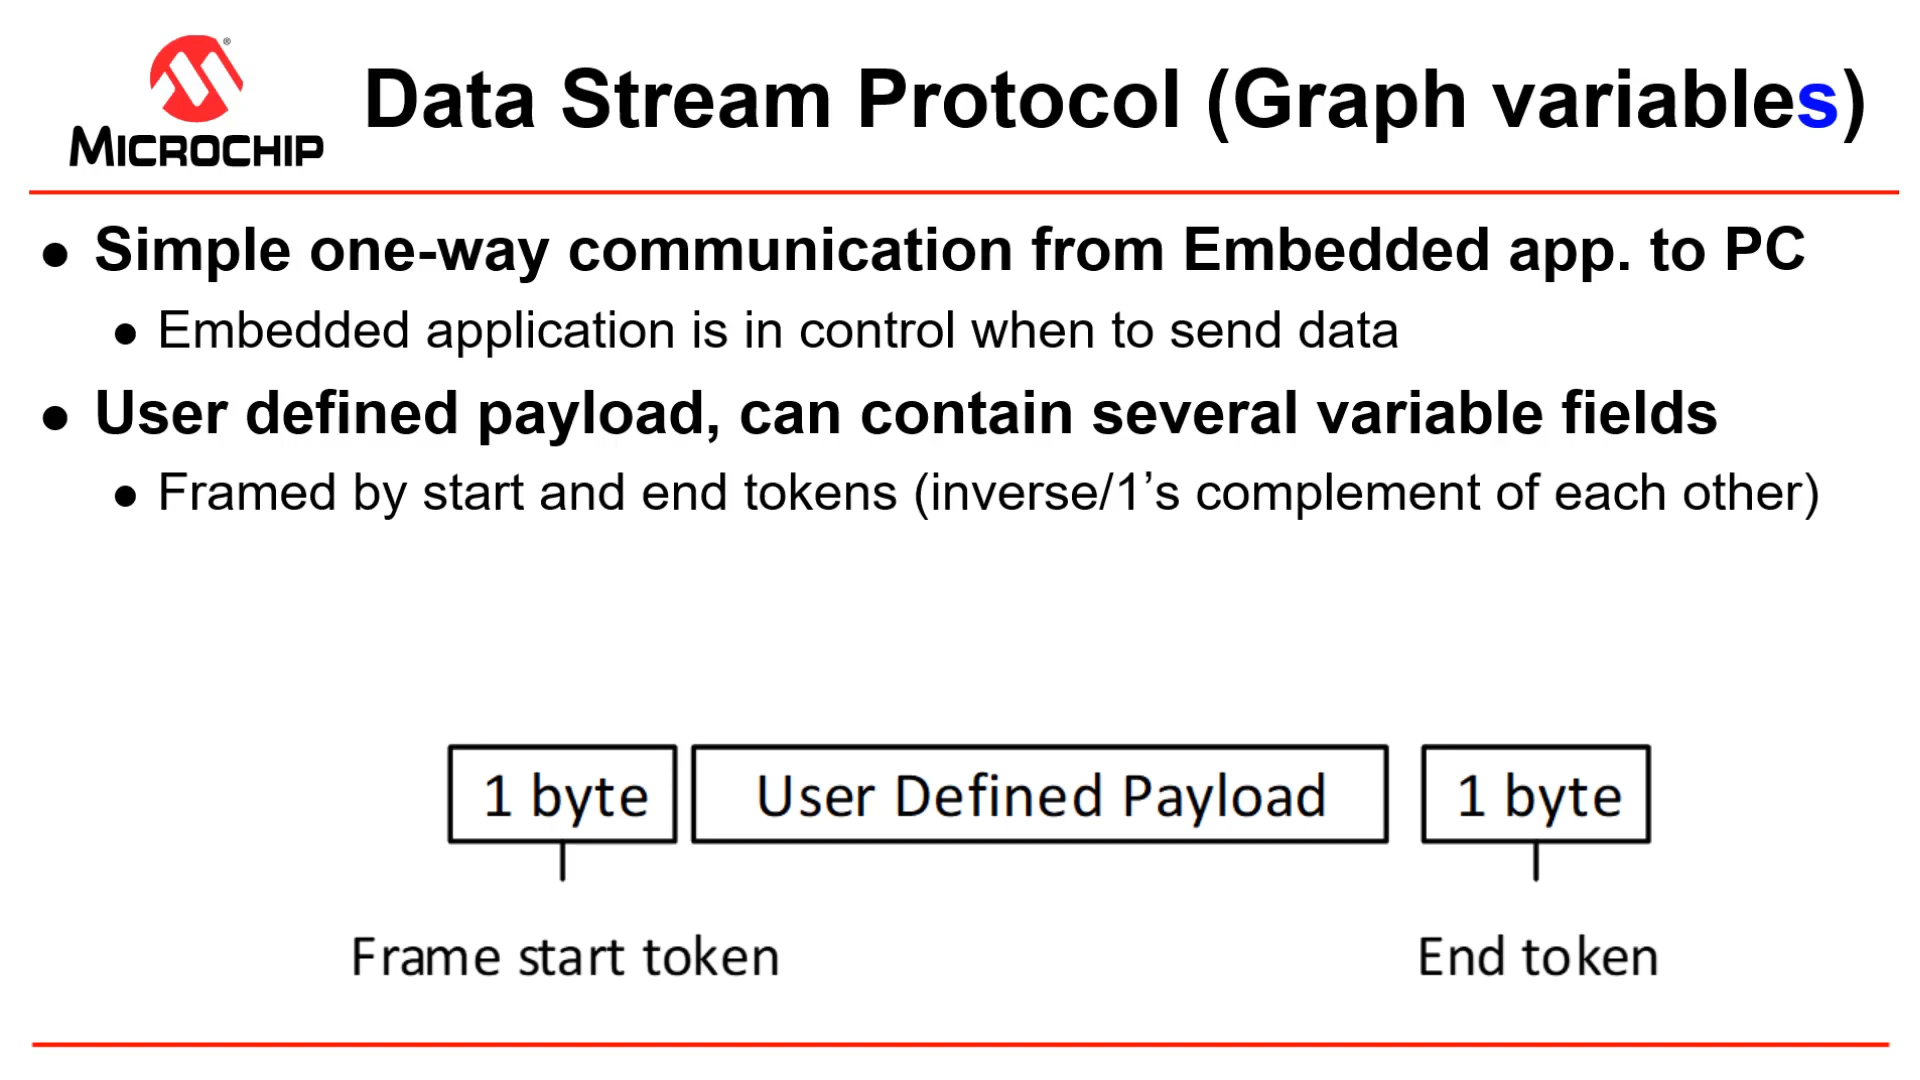 MICROCHIP
®
Data Stream Protocol (Graph variables)
● Simple one-way communication from Embedded app. to PC
● Embedded application is in control when to send data
● User defined payload, can contain several variable fields
● Framed by start and end tokens (inverse/1’s complement of each other)
1 byte User Defined Payload 1 byte
Frame start token End token